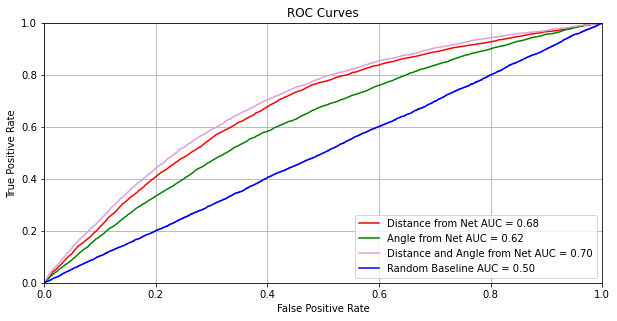 ROC Curves
1.0
0.8
0.6
0.4
0.2
0.0
True Positive Rate
Distance from Net AUC = 0.68
Angle from Net AUC = 0.62
Distance and Angle from Net AUC = 0.70
Random Baseline AUC = 0.50
0.0 0.2 0.4 0.6 0.8 1.0
False Positive Rate